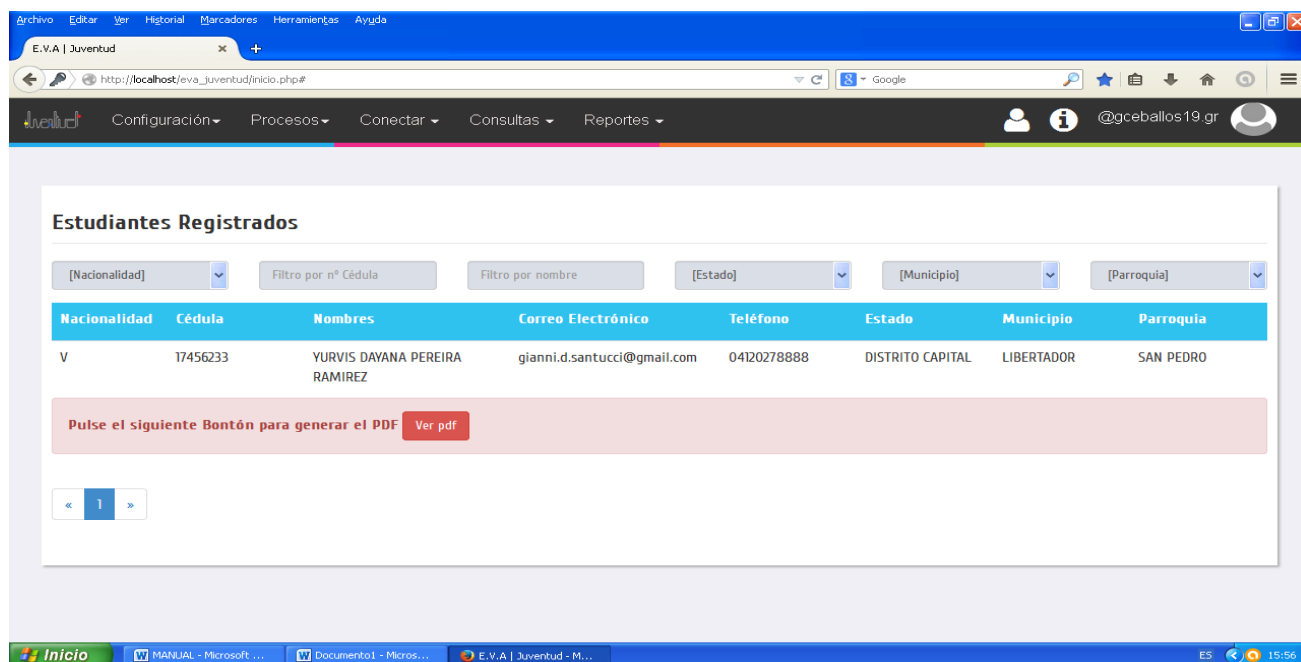 Archivo Editar Ver Historial Marcadores Herramientas Ayuda
E.V.A | Juventud
http://localhost/eva_juventud/inicio.php#
Google
Juventud Configuración Procesos Conectar Consultas Reportes @gceballos19.gr
Estudiantes Registrados
[Nacionalidad] Filtro por nº Cédula Filtro por nombre [Estado] [Municipio] [Parroquia]
Nacionalidad Cédula Nombres Correo Electrónico Teléfono Estado Municipio Parroquia
V 17456233 YURVIS DAYANA PEREIRA gianni.d.santucci@gmail.com 04120278888 DISTRITO CAPITAL LIBERTADOR SAN PEDRO
RAMIREZ
Pulse el siguiente Bontón para generar el PDF Ver pdf
« 1 »
Inicio MANUAL - Microsoft ... Documento1 - Micros... E.V.A | Juventud - M... ES 15:56